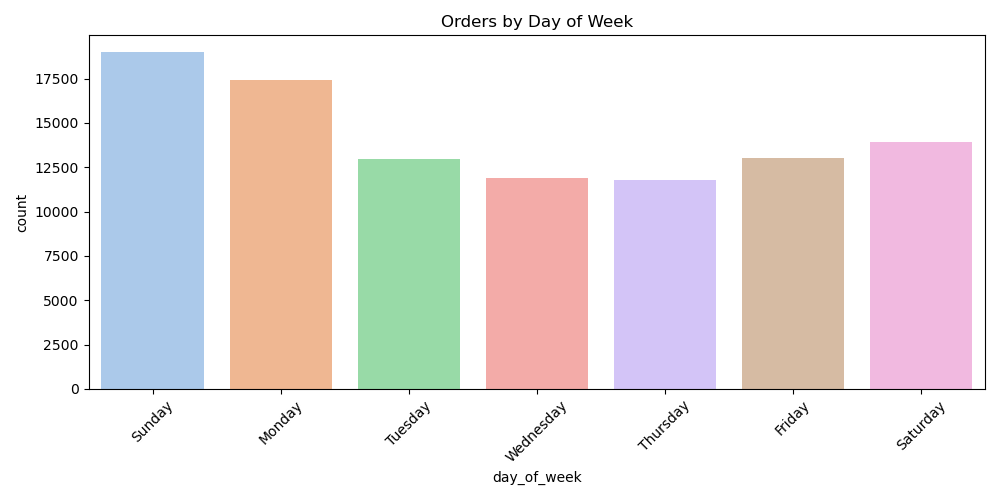 Orders by Day of Week
17500
15000
12500
10000
7500
5000
2500
0
count
Sunday
Monday
Tuesday
Wednesday
Thursday
Friday
Saturday
day_of_week